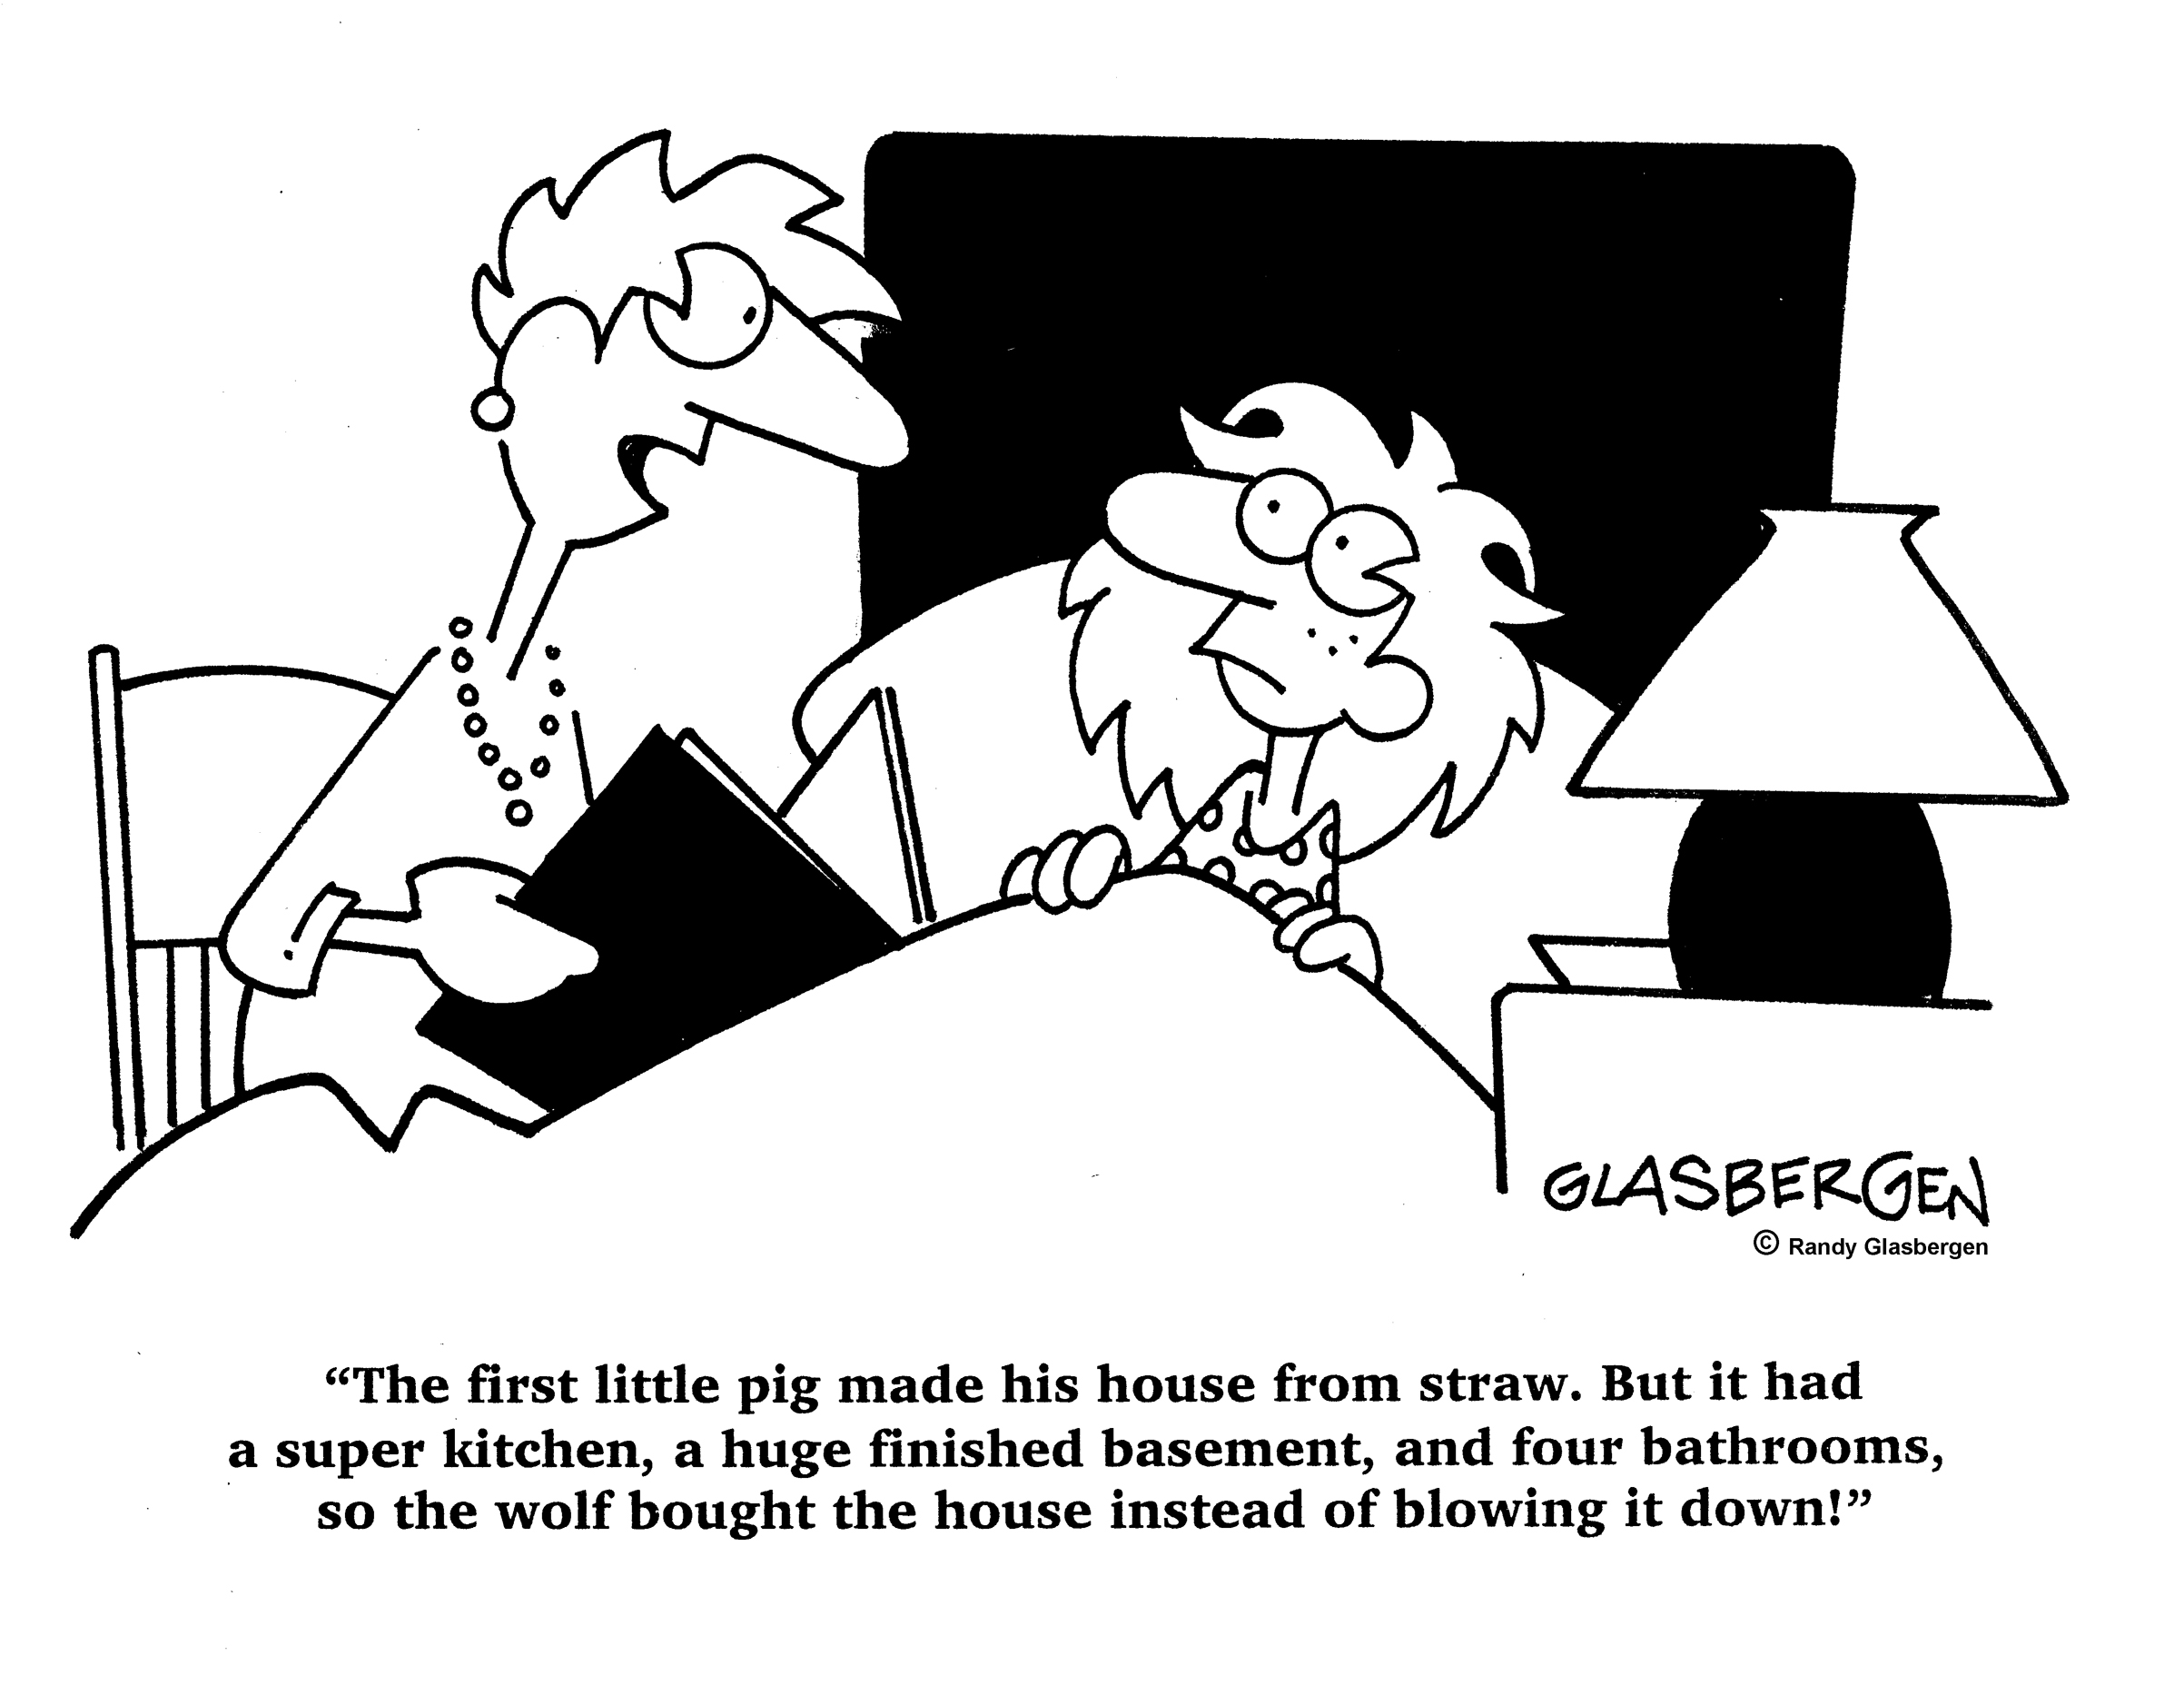 GLASBERGEN
© Randy Glasbergen
“The first little pig made his house from straw. But it had
a super kitchen, a huge finished basement, and four bathrooms,
so the wolf bought the house instead of blowing it down!”